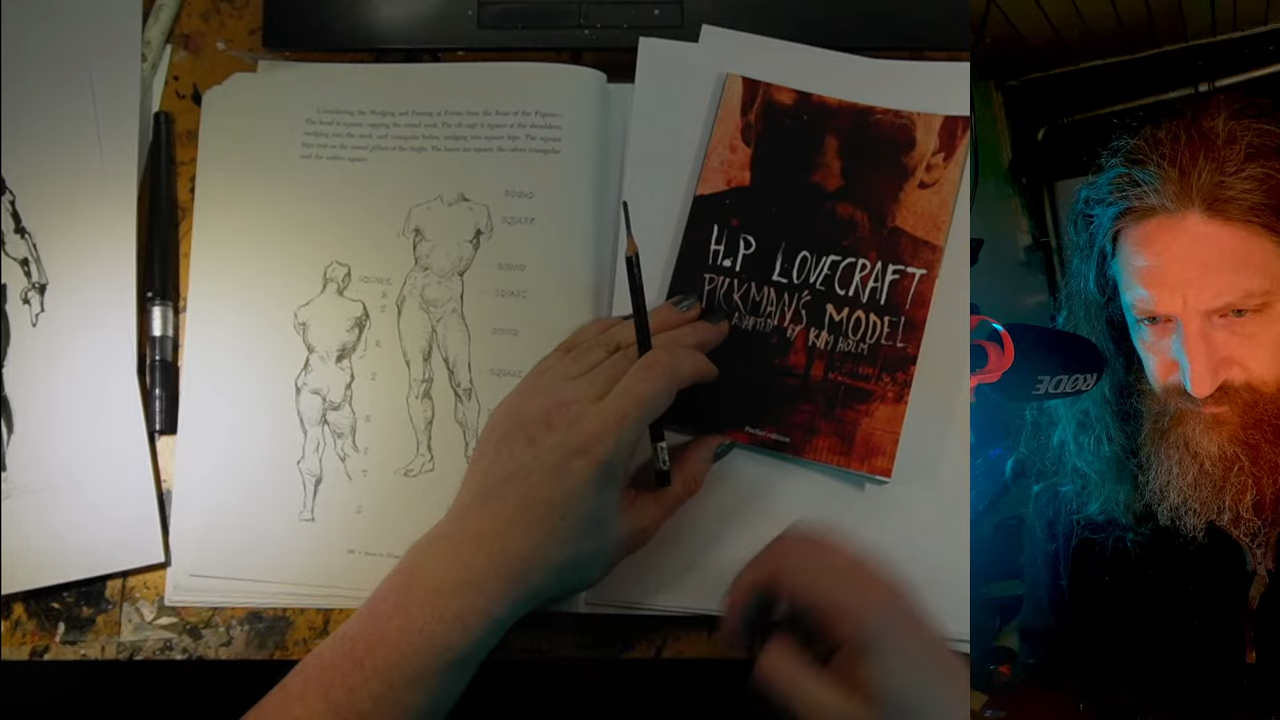 Considering the Wedging and Passing of Forms from the Rear of the Figure—
The head is square, capping the round neck. The rib cage is square at the shoulders,
wedging into the neck, and triangular below, wedging into square hips. The square
hips rest on the round pillars of the thighs. The knees are square, the calves triangular
and the ankles square.
ROUND
SQUARE
ROUND
SQUARE
ROUND
SQUARE
SQUARE
R
S
R
S
R
S
H.P LOVECRAFT
PICKMAN'S MODEL
ADAPTED BY KIM HOLM
Pocket edition
RØDE